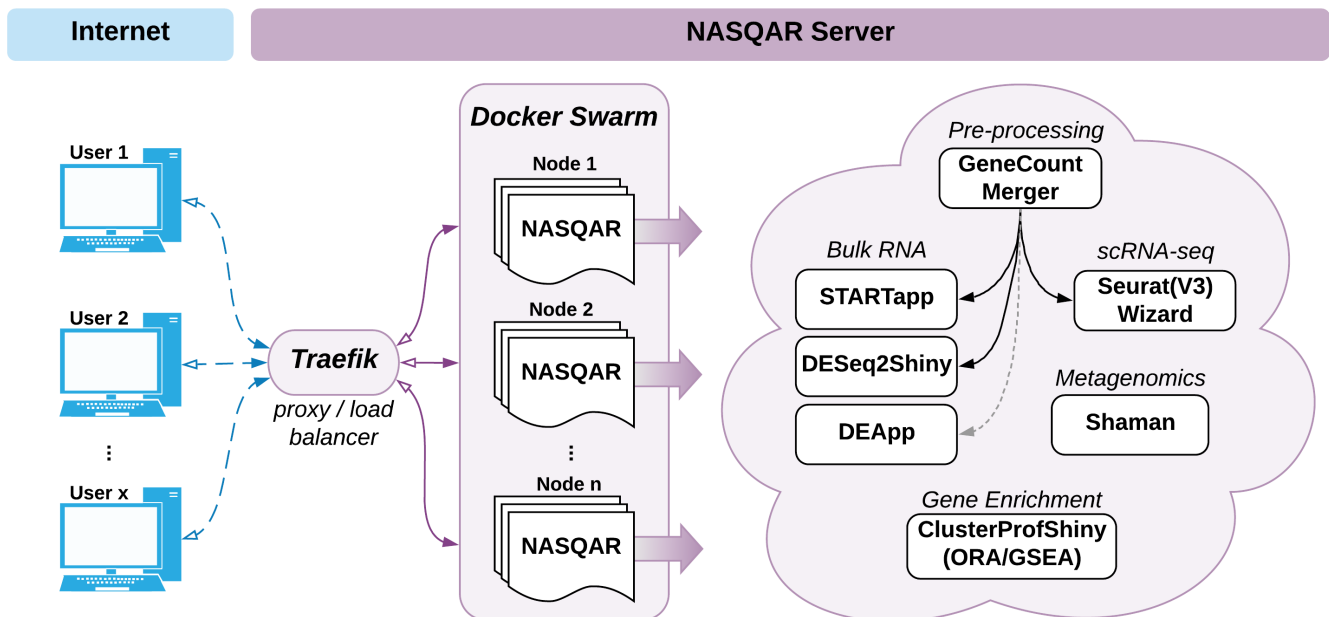 Internet
NASQAR Server
User 1
User 2
...
User x
Traefik
proxy / load
balancer
Docker Swarm
Node 1
NASQAR
Node 2
NASQAR
...
Node n
NASQAR
Pre-processing
GeneCount
Merger
Bulk RNA
STARTapp
DESeq2Shiny
DEApp
scRNA-seq
Seurat(V3)
Wizard
Metagenomics
Shaman
Gene Enrichment
ClusterProfShiny
(ORA/GSEA)